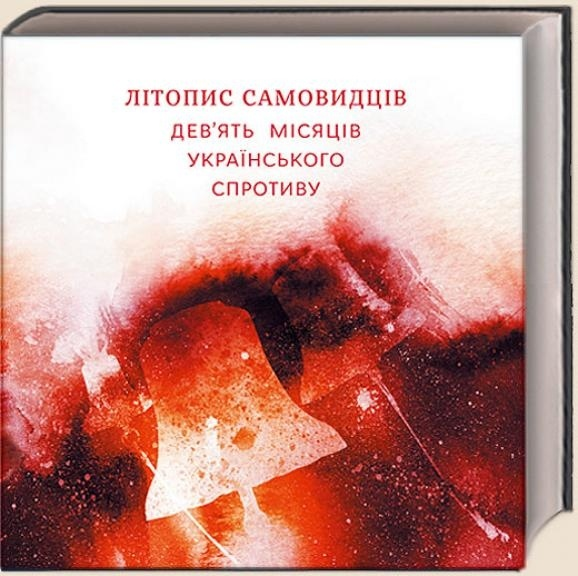 ЛІТОПИС САМОВИДЦІВ
ДЕВ’ЯТЬ МІСЯЦІВ
УКРАЇНСЬКОГО
СПРОТИВУ